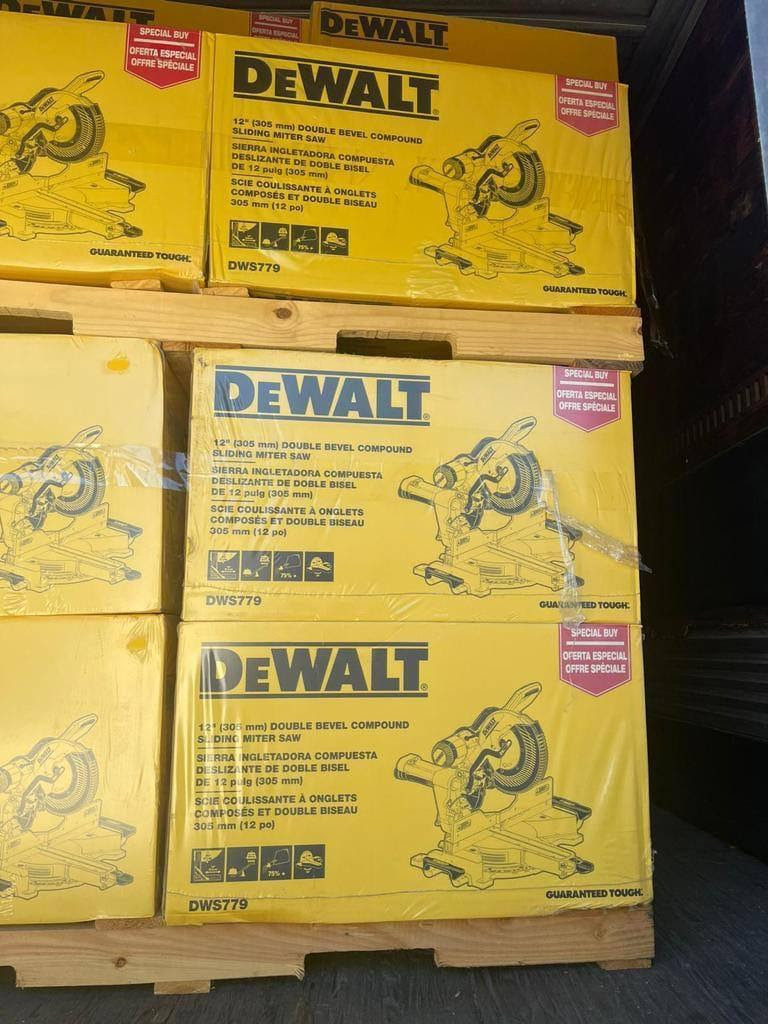 DEWALT
SPECIAL BUY
OFERTA ESPECIAL
DEWALT
SPECIAL BUY
OFERTA ESPECIAL
OFFRE SPÉCIALE
GUARANTEED TOUGH.
DEWALT®
SPECIAL BUY
OFERTA ESPECIAL
OFFRE SPÉCIALE
12" (305 mm) DOUBLE BEVEL COMPOUND
SLIDING MITER SAW
SIERRA INGLETADORA COMPUESTA
DESLIZANTE DE DOBLE BISEL
DE 12 pulg (305 mm)
SCIE COULISSANTE À ONGLETS
COMPOSÉS ET DOUBLE BISEAU
305 mm (12 po)
75% +
DWS779
GUARANTEED TOUGH.
DEWALT®
SPECIAL BUY
OFERTA ESPECIAL
OFFRE SPÉCIALE
12" (305 mm) DOUBLE BEVEL COMPOUND
SLIDING MITER SAW
SIERRA INGLETADORA COMPUESTA
DESLIZANTE DE DOBLE BISEL
DE 12 pulg (305 mm)
SCIE COULISSANTE À ONGLETS
COMPOSÉS ET DOUBLE BISEAU
305 mm (12 po)
75% +
DWS779
GUARANTEED TOUGH.
DEWALT®
SPECIAL BUY
OFERTA ESPECIAL
OFFRE SPÉCIALE
12" (305 mm) DOUBLE BEVEL COMPOUND
SLIDING MITER SAW
SIERRA INGLETADORA COMPUESTA
DESLIZANTE DE DOBLE BISEL
DE 12 pulg (305 mm)
SCIE COULISSANTE À ONGLETS
COMPOSÉS ET DOUBLE BISEAU
305 mm (12 po)
75% +
DWS779
GUARANTEED TOUGH.